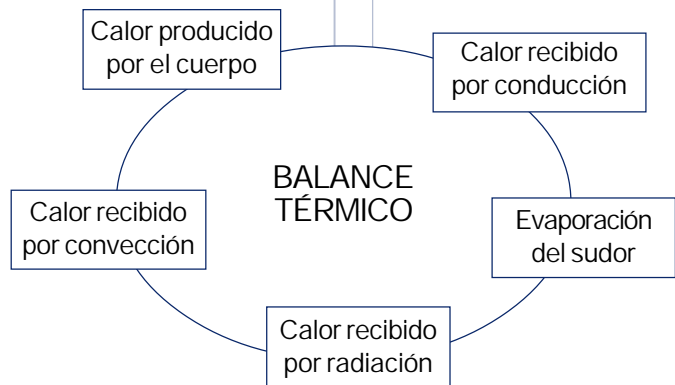 Calor producido
por el cuerpo
Calor recibido
por conducción
BALANCE
TÉRMICO
Calor recibido
por convección
Evaporación
del sudor
Calor recibido
por radiación